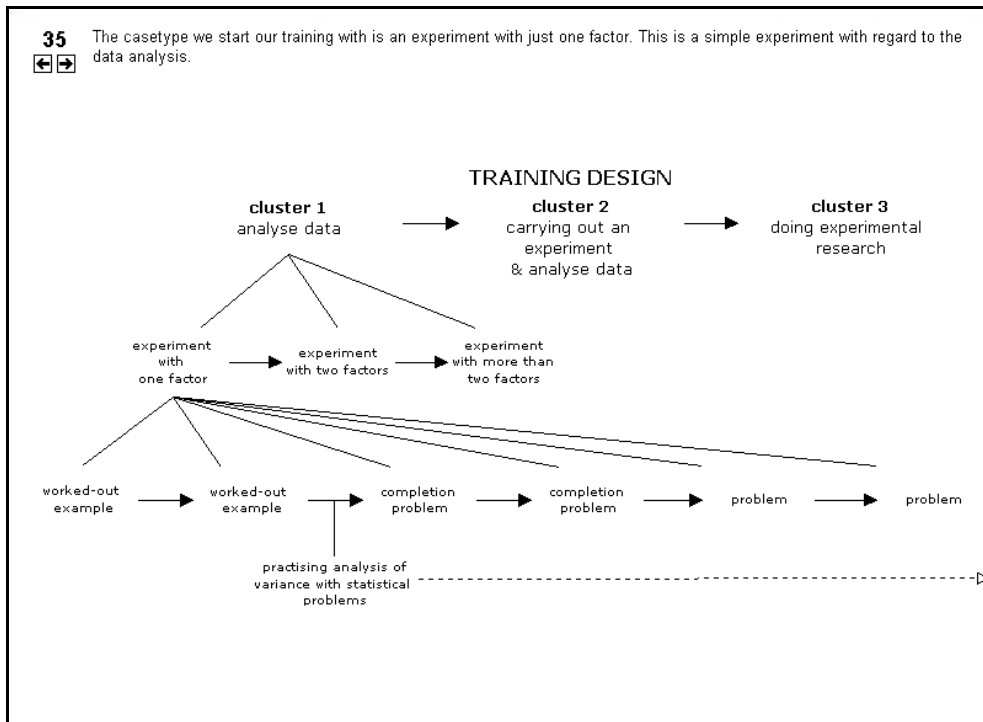 35 The casetype we start our training with is an experiment with just one factor. This is a simple experiment with regard to the
data analysis.
TRAINING DESIGN
cluster 1
analyse data
cluster 2
carrying out an
experiment
& analyse data
cluster 3
doing experimental
research
experiment
with
one factor
experiment
with two factors
experiment
with more than
two factors
worked-out
example
worked-out
example
completion
problem
completion
problem
problem
problem
practising analysis of
variance with statistical
problems